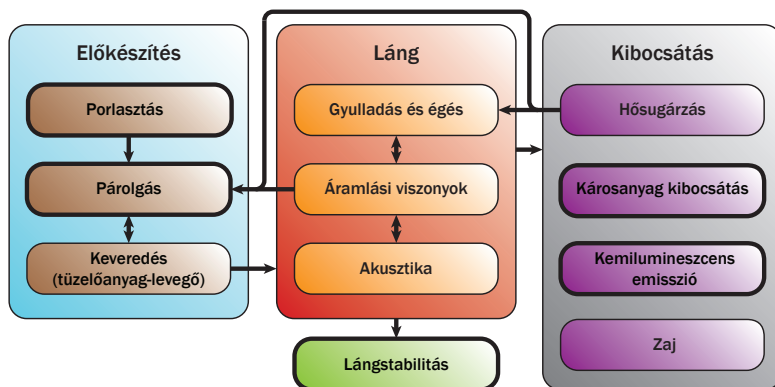 Előkészítés
Porlasztás
Párolgás
Keveredés
(tüzelőanyag-levegő)
Láng
Gyulladás és égés
Áramlási viszonyok
Akusztika
Lángstabilitás
Kibocsátás
Hősugárzás
Károsanyag kibocsátás
Kemilumineszcens
emisszió
Zaj